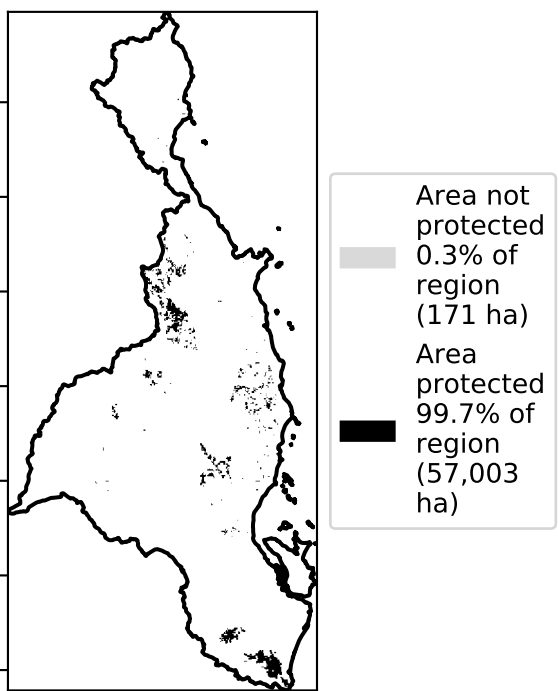 Area not
protected
0.3% of
region
(171 ha)
Area
protected
99.7% of
region
(57,003
ha)